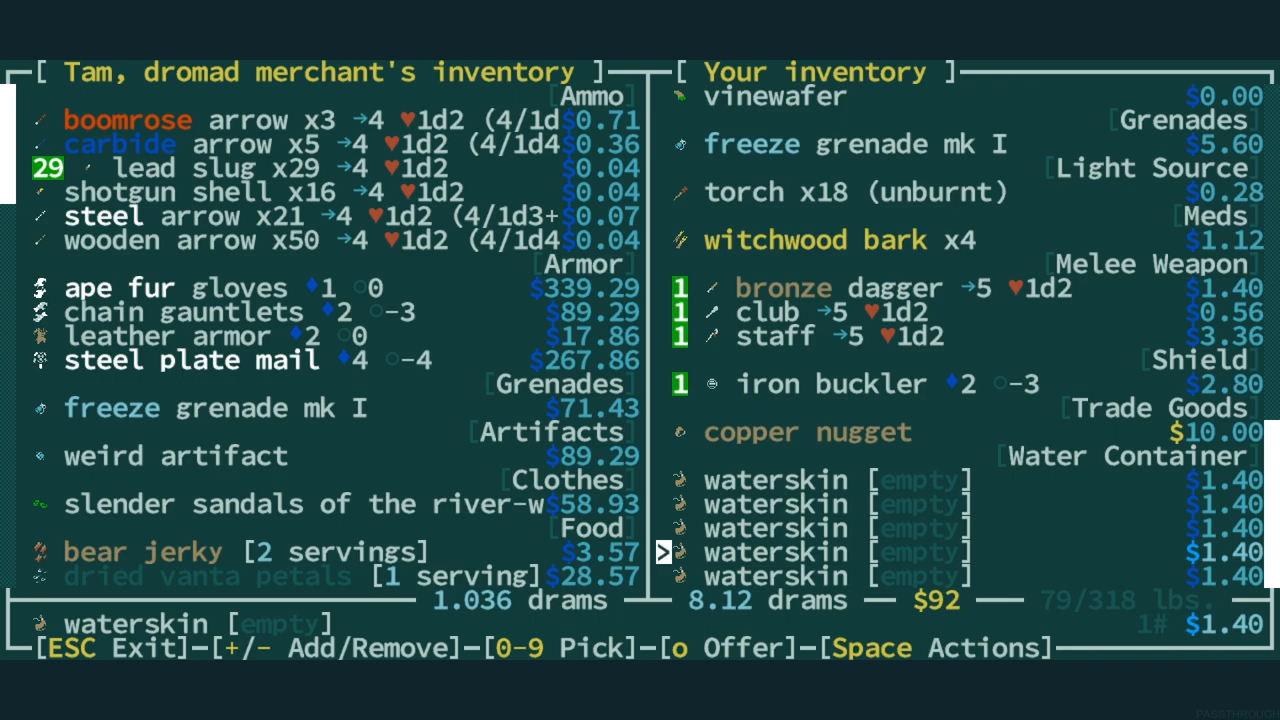 [ Tam, dromad merchant's inventory ]
[Ammo]
boomrose arrow x3 →4 ♥1d2 (4/1d $0.71
carbide arrow x5 →4 ♥1d2 (4/1d4 $0.36
29 lead slug x29 →4 ♥1d2 $0.04
shotgun shell x16 →4 ♥1d2 $0.04
steel arrow x21 →4 ♥1d2 (4/1d3+ $0.07
wooden arrow x50 →4 ♥1d2 (4/1d4 $0.04
[Armor]
ape fur gloves ♦1 ○0 $339.29
chain gauntlets ♦2 ○-3 $89.29
leather armor ♦2 ○0 $17.86
steel plate mail ♦4 ○-4 $267.86
[Grenades]
freeze grenade mk I $71.43
[Artifacts]
weird artifact $89.29
[Clothes]
slender sandals of the river-w $58.93
[Food]
bear jerky [2 servings] $3.57
dried vanta petals [1 serving] $28.57
1.036 drams
[ Your inventory ]
vinewafer $0.00
[Grenades]
freeze grenade mk I $5.60
[Light Source]
torch x18 (unburnt) $0.28
[Meds]
witchwood bark x4 $1.12
[Melee Weapon]
1 bronze dagger →5 ♥1d2 $1.40
1 club →5 ♥1d2 $0.56
1 staff →5 ♥1d2 $3.36
[Shield]
1 iron buckler ♦2 ○-3 $2.80
[Trade Goods]
copper nugget $10.00
[Water Container]
waterskin [empty] $1.40
waterskin [empty] $1.40
waterskin [empty] $1.40
> waterskin [empty] $1.40
waterskin [empty] $1.40
8.12 drams $92 79/318 lbs.
waterskin [empty] 1# $1.40
[ESC Exit]-[+/- Add/Remove]-[0-9 Pick]-[o Offer]-[Space Actions]
PASSTHROUGH